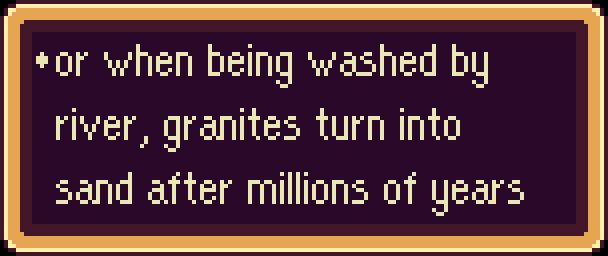 •or when being washed by
river, granites turn into
sand after millions of years